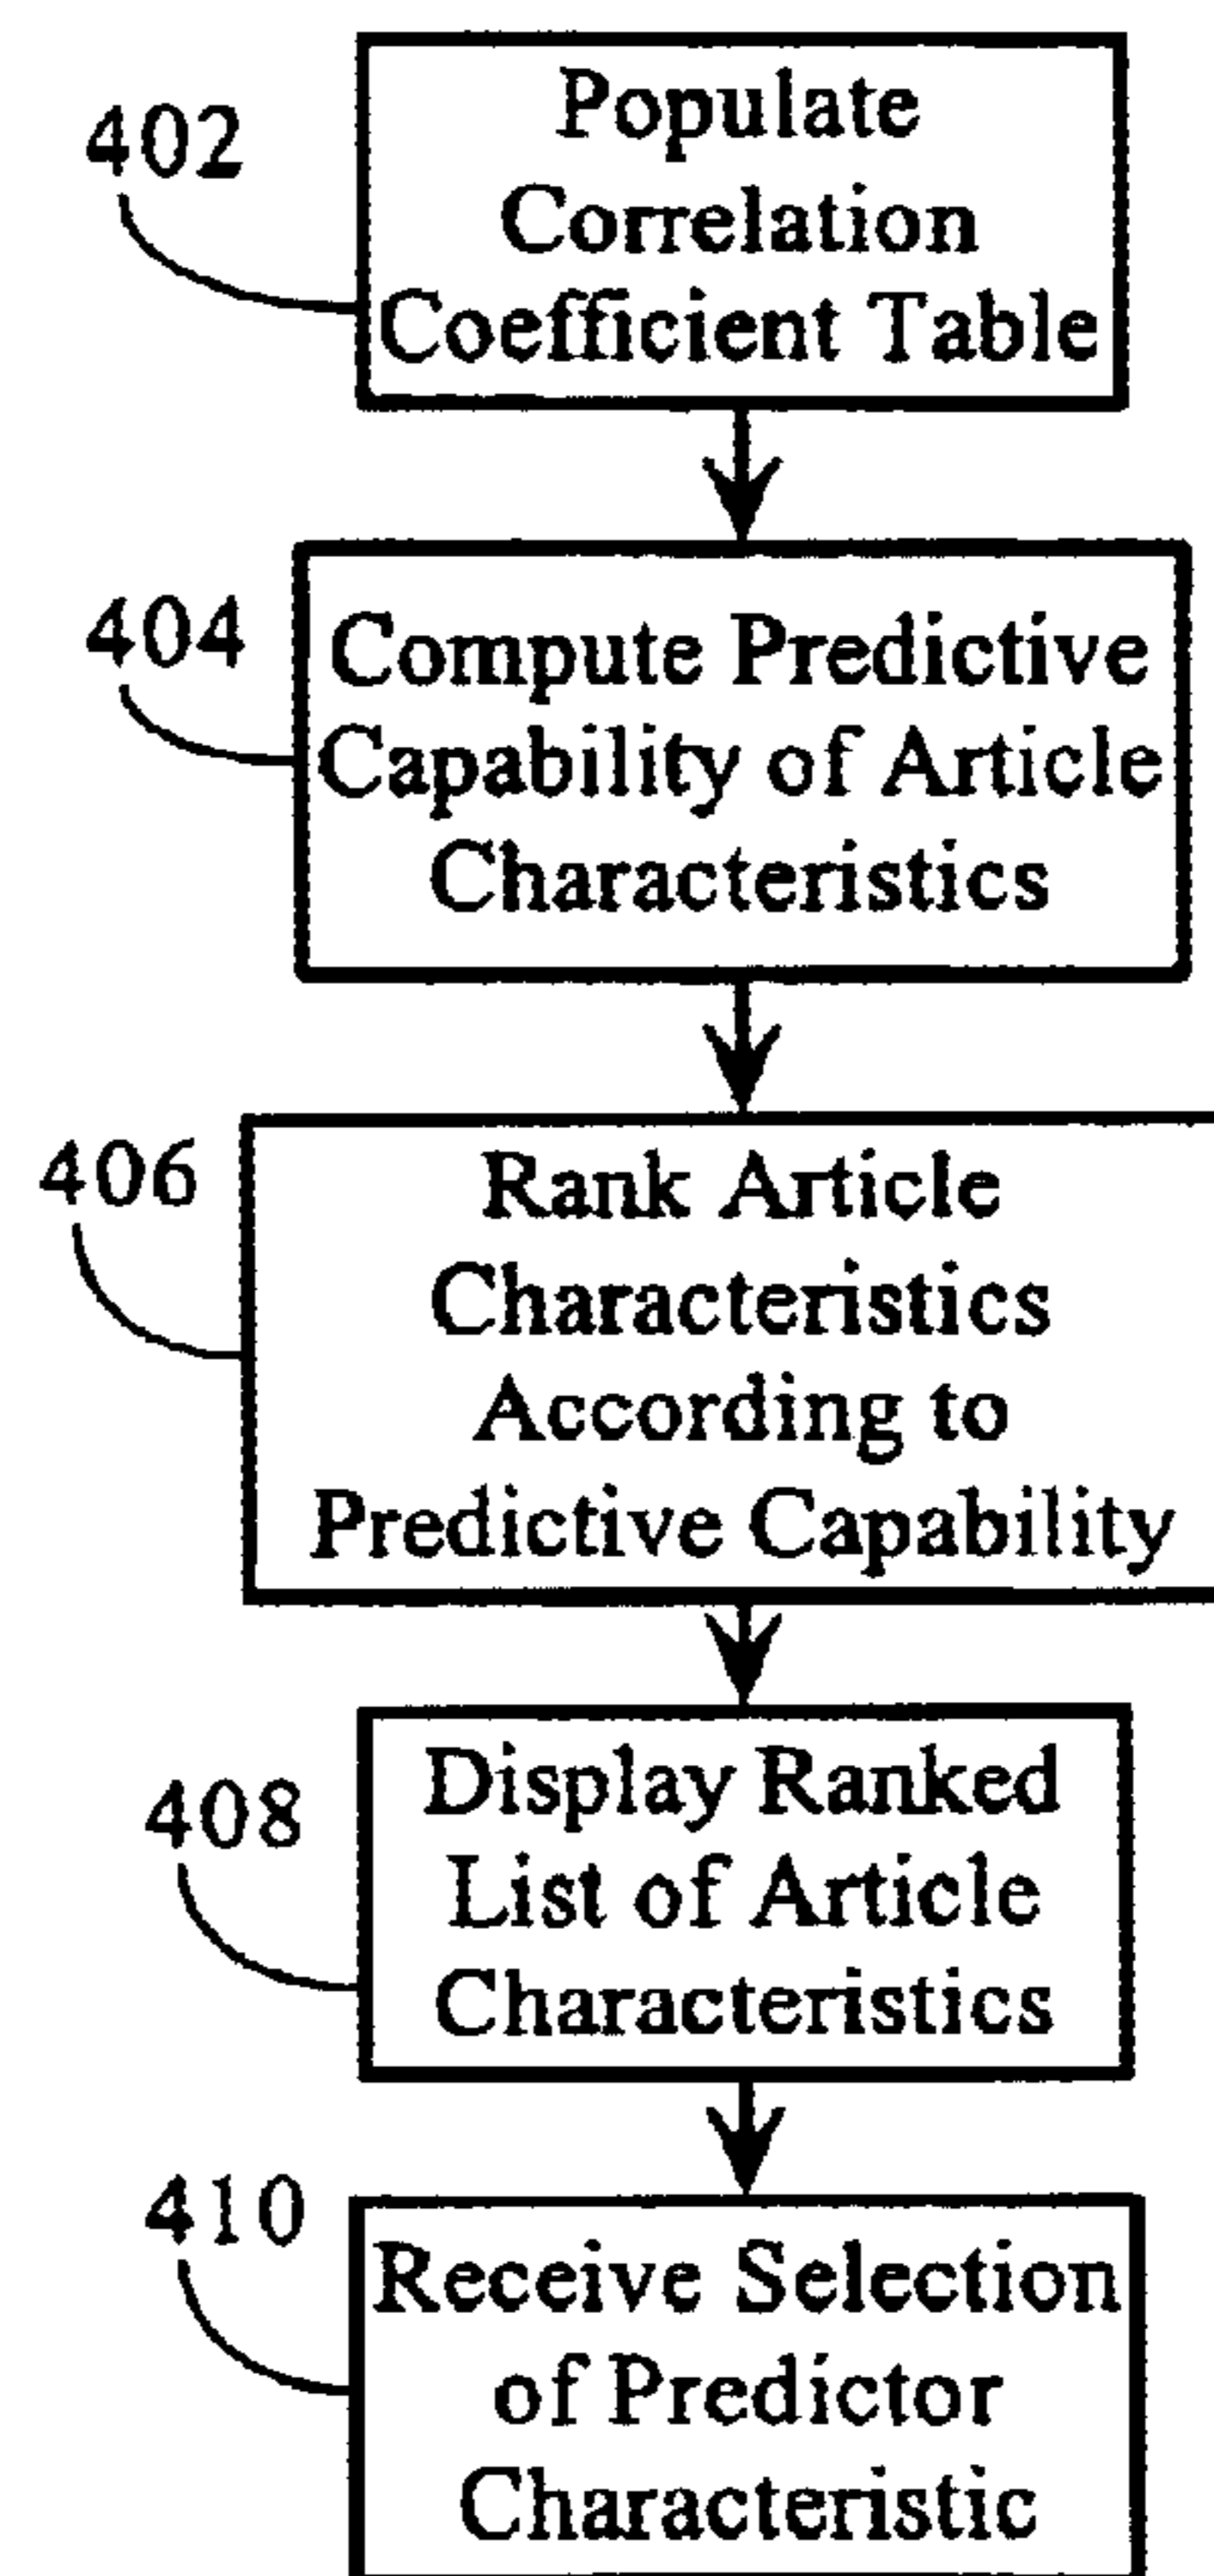 402
Populate
Correlation
Coefficient Table
404
Compute Predictive
Capability of Article
Characteristics
406
Rank Article
Characteristics
According to
Predictive Capability
408
Display Ranked
List of Article
Characteristics
410
Receive Selection
of Predictor
Characteristic